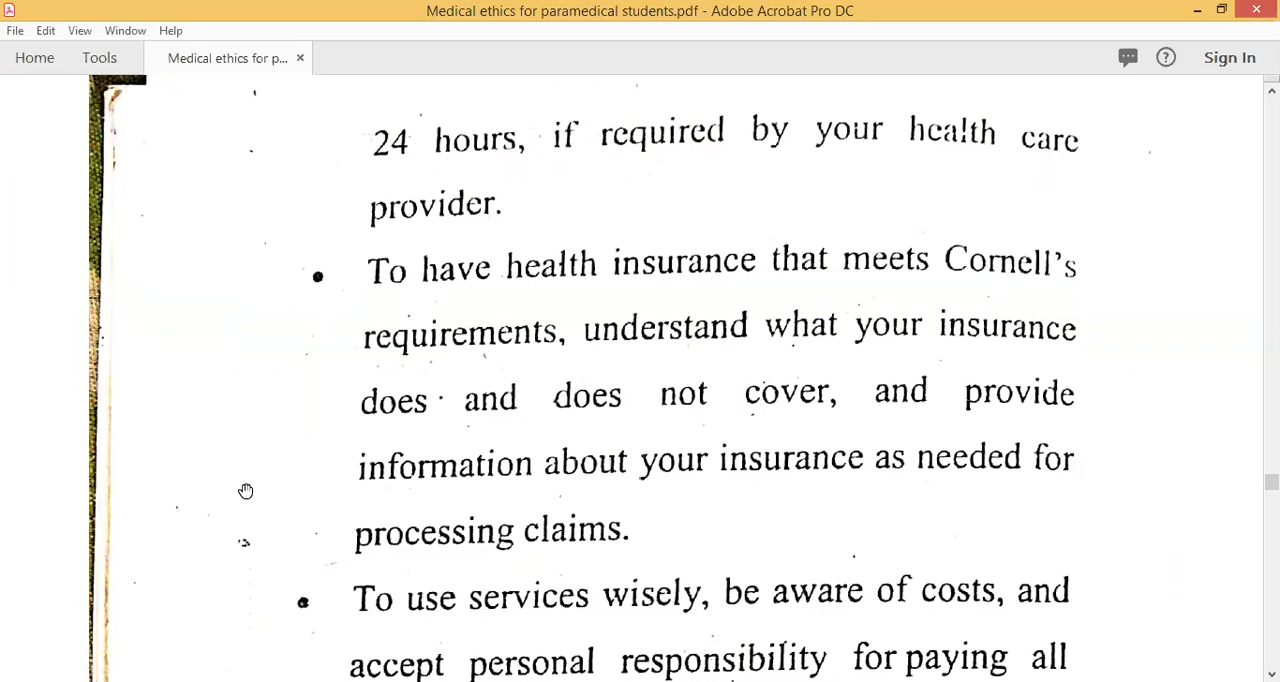 Medical ethics for paramedical students.pdf - Adobe Acrobat Pro DC
File Edit View Window Help
Home Tools Medical ethics for p... × Sign In
24 hours, if required by your health care
provider.
• To have health insurance that meets Cornell's
requirements, understand what your insurance
does and does not cover, and provide
information about your insurance as needed for
processing claims.
• To use services wisely, be aware of costs, and
accept personal responsibility for paying all